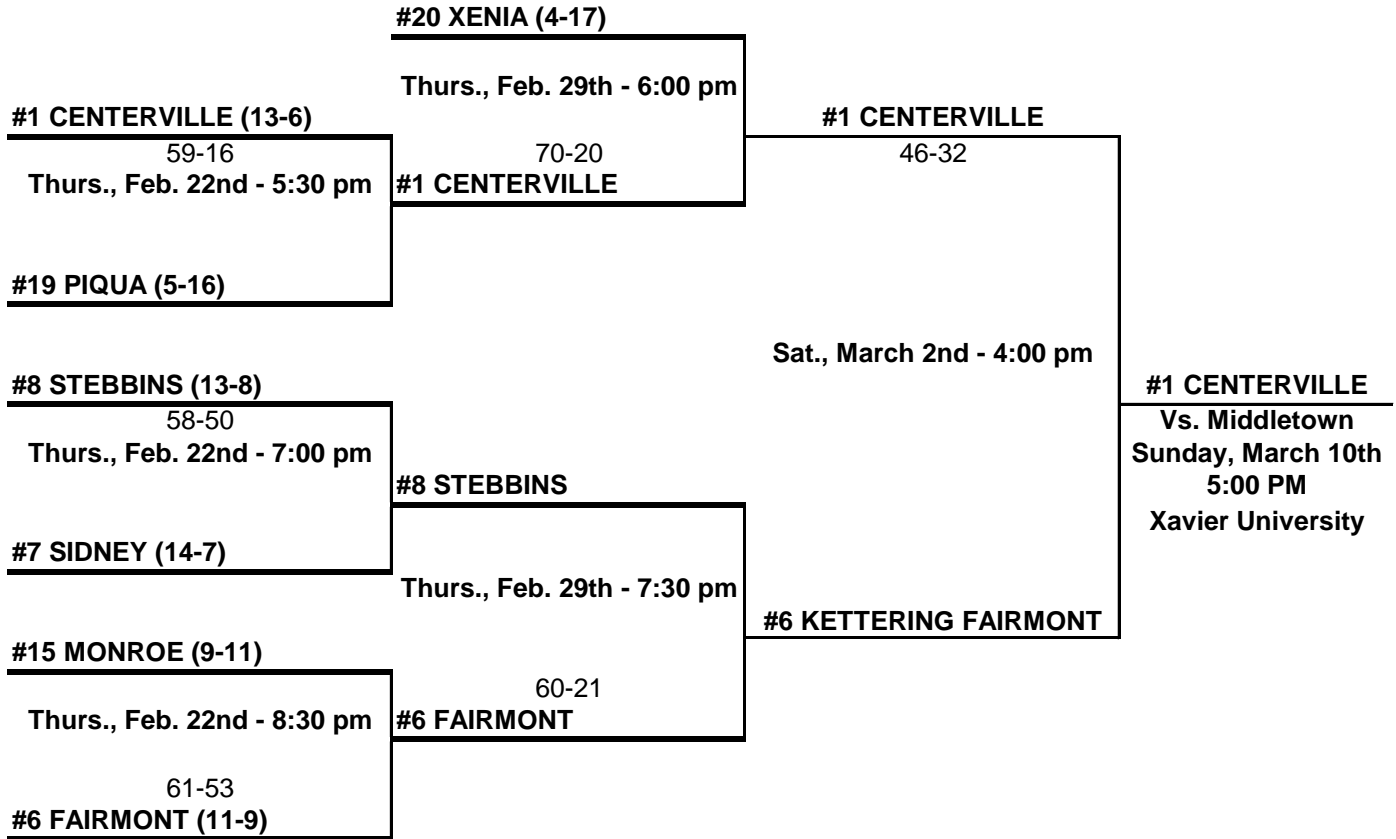 #20 XENIA (4-17)
Thurs., Feb. 29th - 6:00 pm
#1 CENTERVILLE (13-6)
#1 CENTERVILLE
59-16
70-20
46-32
Thurs., Feb. 22nd - 5:30 pm
#1 CENTERVILLE
#19 PIQUA (5-16)
Sat., March 2nd - 4:00 pm
#8 STEBBINS (13-8)
#1 CENTERVILLE
58-50
Vs. Middletown
Thurs., Feb. 22nd - 7:00 pm
Sunday, March 10th
#8 STEBBINS
5:00 PM
Xavier University
#7 SIDNEY (14-7)
Thurs., Feb. 29th - 7:30 pm
#6 KETTERING FAIRMONT
#15 MONROE (9-11)
60-21
Thurs., Feb. 22nd - 8:30 pm
#6 FAIRMONT
61-53
#6 FAIRMONT (11-9)